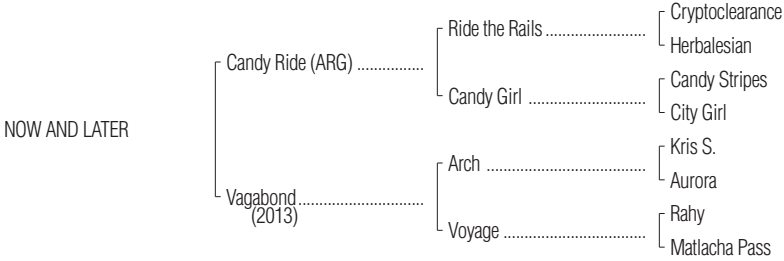 Cryptoclearance
Ride the Rails ........................
Herbalesian
Candy Ride (ARG) ................
Candy Stripes
Candy Girl ............................
City Girl
NOW AND LATER
Kris S.
Arch ......................................
Aurora
Vagabond ..............................
(2013)
Rahy
Voyage ..................................
Matlacha Pass